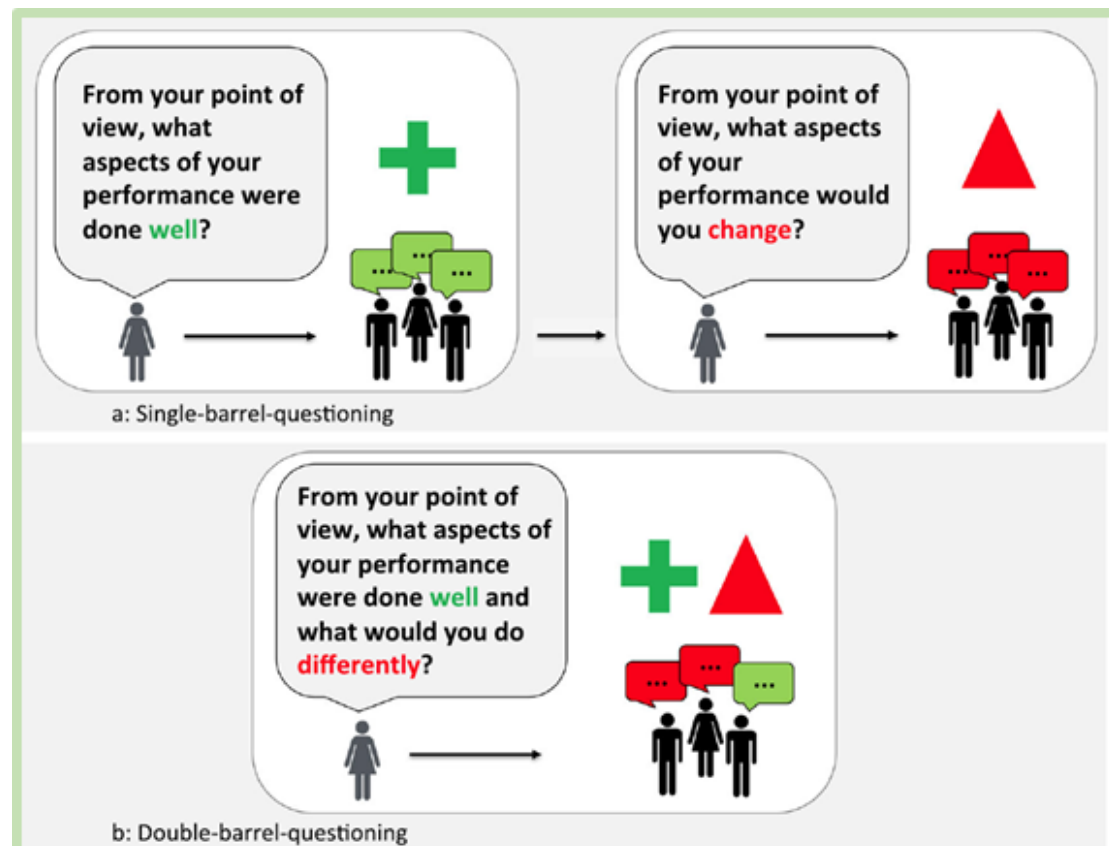 From your point of
view, what
aspects of your
performance were
done well?
...
...
...
From your point of
view, what aspects
of your
performance would
you change?
...
...
...
a: Single-barrel-questioning
From your point of
view, what aspects of
your performance
were done well and
what would you do
differently?
...
...
...
b: Double-barrel-questioning